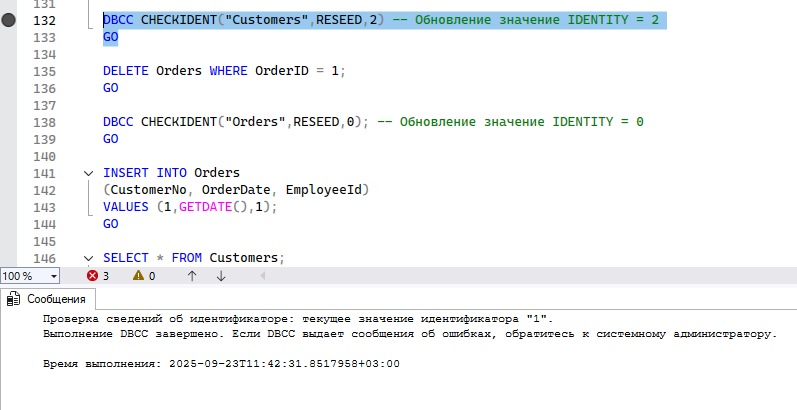 131
132 DBCC CHECKIDENT("Customers",RESEED,2) -- Обновление значение IDENTITY = 2
133 GO
134
135 DELETE Orders WHERE OrderID = 1;
136 GO
137
138 DBCC CHECKIDENT("Orders",RESEED,0); -- Обновление значение IDENTITY = 0
139 GO
140
141 INSERT INTO Orders
142 (CustomerNo, OrderDate, EmployeeId)
143 VALUES (1,GETDATE(),1);
144 GO
145
146 SELECT * FROM Customers;
100 % 3 0
Сообщения
Проверка сведений об идентификаторе: текущее значение идентификатора "1".
Выполнение DBCC завершено. Если DBCC выдает сообщения об ошибках, обратитесь к системному администратору.
Время выполнения: 2025-09-23T11:42:31.8517958+03:00